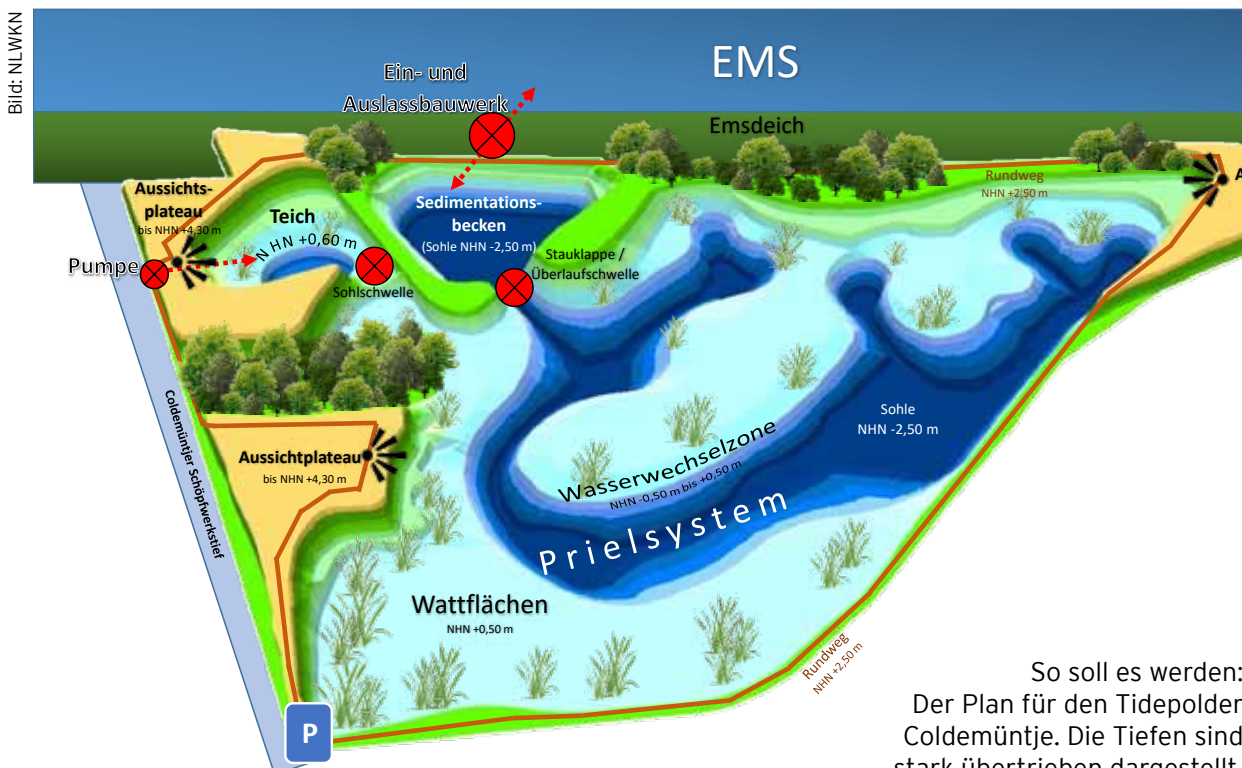 Bild: NLWKN
EMS
Ein- und
Auslassbauwerk
Emsdeich
Aussichts-
plateau
bis NHN +4,30 m
Teich
NHN +0,60 m
Sedimentations-
becken
(Sohle NHN -2,50 m)
Rundweg
NHN +2,50 m
A
Pumpe
Sohlschwelle
Stauklappe /
Überlaufschwelle
Coldemüntjer Schöpfwerkstief
Aussichtplateau
bis NHN +4,30 m
Sohle
NHN -2,50 m
Wasserwechselzone
NHN -0,50 m bis +0,50 m
Prielsystem
Wattflächen
NHN +0,50 m
Rundweg
NHN +2,50 m
P
So soll es werden:
Der Plan für den Tidepolder
Coldemüntje. Die Tiefen sind
stark übertrieben dargestellt.